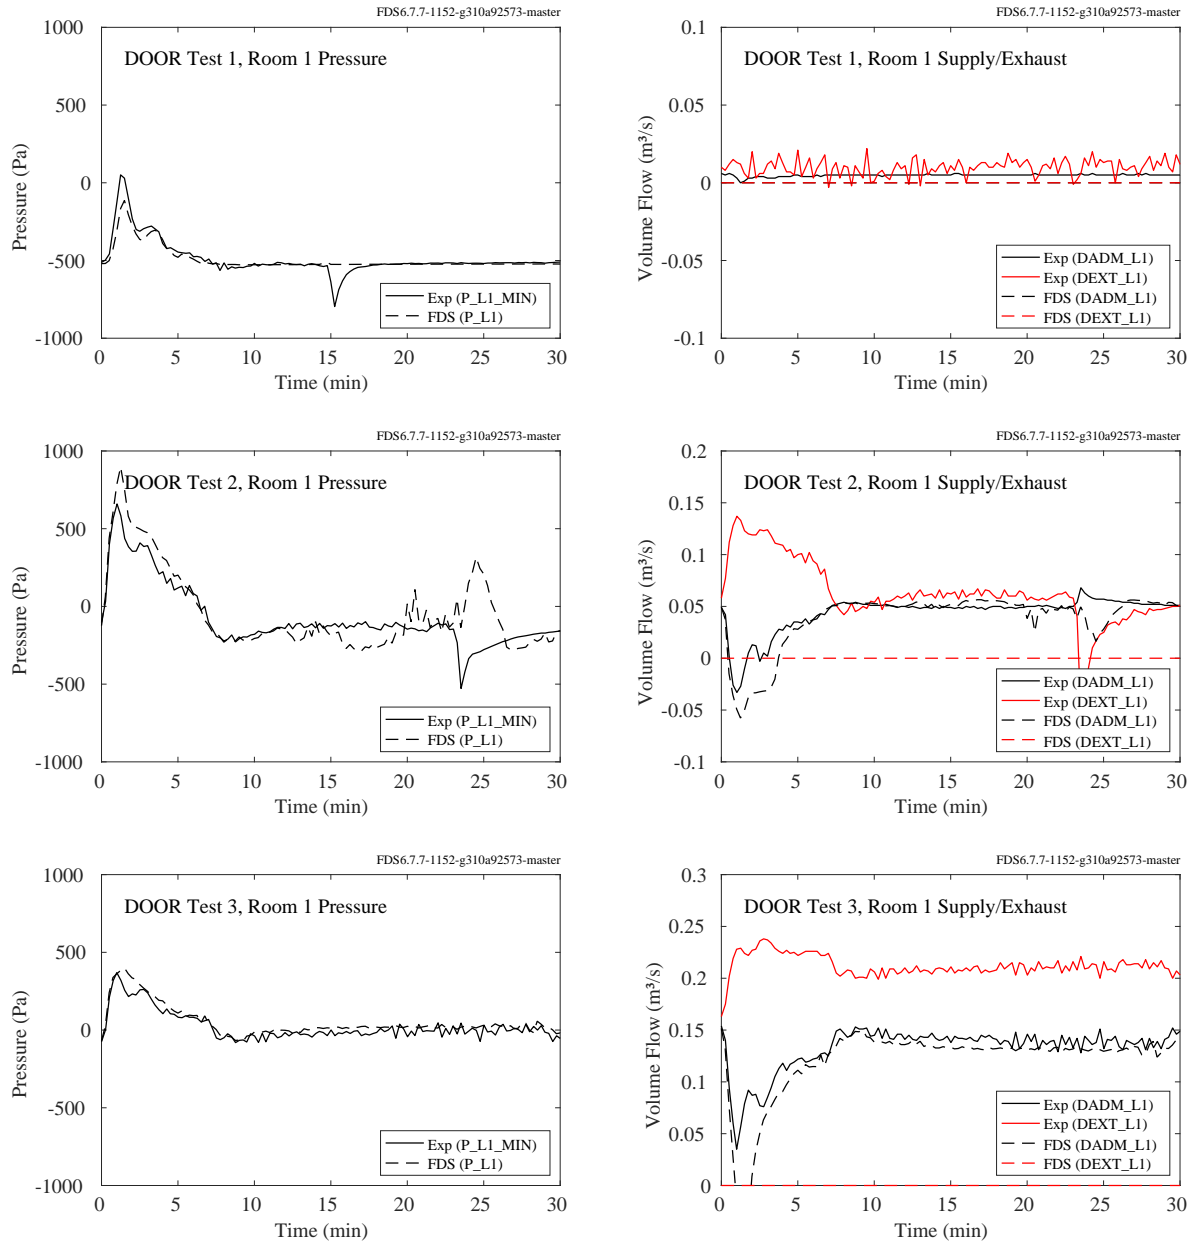 FDS6.7.7-1152-g310a92573-master
DOOR Test 1, Room 1 Pressure
1000
500
0
-500
-1000
Pressure (Pa)
Exp (P_L1_MIN)
FDS (P_L1)
0 5 10 15 20 25 30
Time (min)
FDS6.7.7-1152-g310a92573-master
DOOR Test 1, Room 1 Supply/Exhaust
0.1
0.05
0
-0.05
-0.1
Volume Flow (m³/s)
Exp (DADM_L1)
Exp (DEXT_L1)
FDS (DADM_L1)
FDS (DEXT_L1)
0 5 10 15 20 25 30
Time (min)
FDS6.7.7-1152-g310a92573-master
DOOR Test 2, Room 1 Pressure
1000
500
0
-500
-1000
Pressure (Pa)
Exp (P_L1_MIN)
FDS (P_L1)
0 5 10 15 20 25 30
Time (min)
FDS6.7.7-1152-g310a92573-master
DOOR Test 2, Room 1 Supply/Exhaust
0.2
0.15
0.1
0.05
0
-0.05
-0.1
Volume Flow (m³/s)
Exp (DADM_L1)
Exp (DEXT_L1)
FDS (DADM_L1)
FDS (DEXT_L1)
0 5 10 15 20 25 30
Time (min)
FDS6.7.7-1152-g310a92573-master
DOOR Test 3, Room 1 Pressure
1000
500
0
-500
-1000
Pressure (Pa)
Exp (P_L1_MIN)
FDS (P_L1)
0 5 10 15 20 25 30
Time (min)
FDS6.7.7-1152-g310a92573-master
DOOR Test 3, Room 1 Supply/Exhaust
0.3
0.25
0.2
0.15
0.1
0.05
0
Volume Flow (m³/s)
Exp (DADM_L1)
Exp (DEXT_L1)
FDS (DADM_L1)
FDS (DEXT_L1)
0 5 10 15 20 25 30
Time (min)